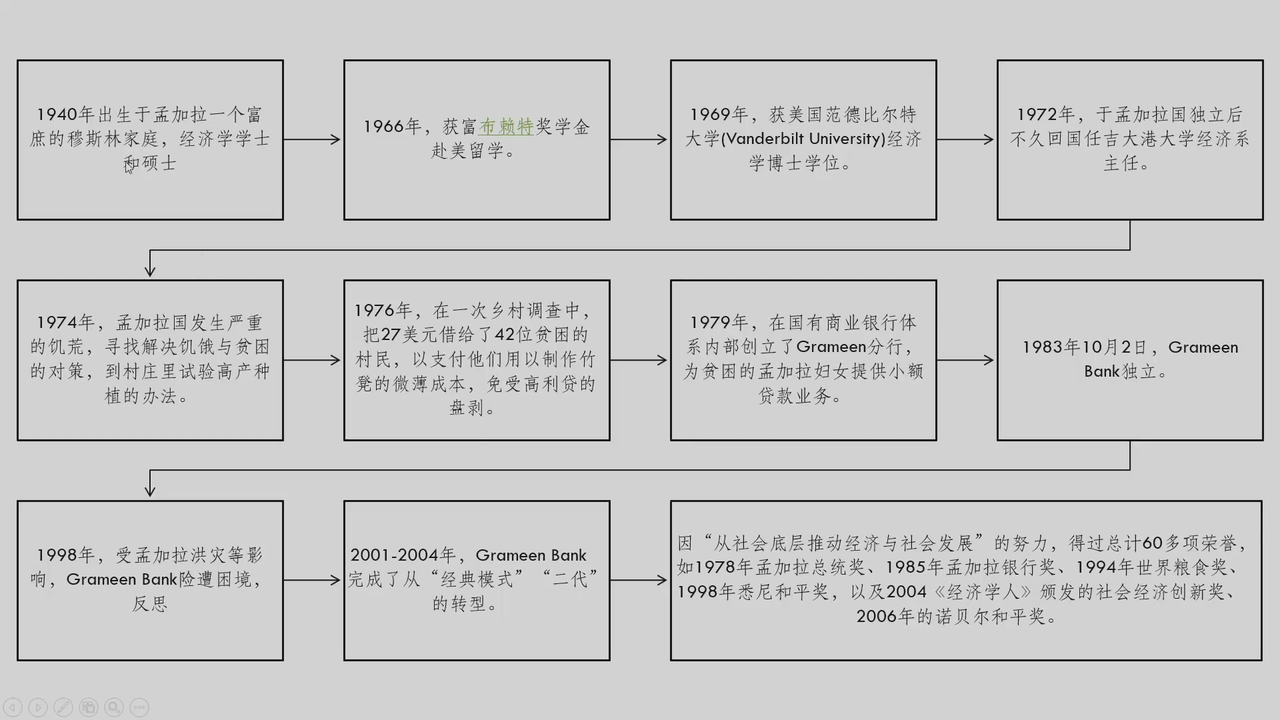 1940年出生于孟加拉一个富
庶的穆斯林家庭，经济学学士
和硕士
1966年，获富布赖特奖学金
赴美留学。
1969年，获美国范德比尔特
大学(Vanderbilt University)经济
学博士学位。
1972年，于孟加拉国独立后
不久回国任吉大港大学经济系
主任。
1974年，孟加拉国发生严重
的饥荒，寻找解决饥饿与贫困
的对策，到村庄里试验高产种
植的办法。
1976年，在一次乡村调查中，
把27美元借给了42位贫困的
村民，以支付他们用以制作竹
凳的微薄成本，免受高利贷的
盘剥。
1979年，在国有商业银行体
系内部创立了Grameen分行，
为贫困的孟加拉妇女提供小额
贷款业务。
1983年10月2日，Grameen
Bank独立。
1998年，受孟加拉洪灾等影
响，Grameen Bank险遭困境，
反思
2001-2004年，Grameen Bank
完成了从“经典模式”“二代”
的转型。
因“从社会底层推动经济与社会发展”的努力，得过总计60多项荣誉，
如1978年孟加拉总统奖、1985年孟加拉银行奖、1994年世界粮食奖、
1998年悉尼和平奖，以及2004《经济学人》颁发的社会经济创新奖、
2006年的诺贝尔和平奖。